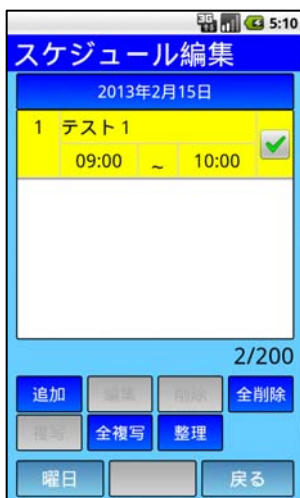 3G 5:10
スケジュール編集
2013年2月15日
1 テスト1
09:00 ~ 10:00
2/200
追加 編集 削除 全削除
複写 全複写 整理
曜日 戻る